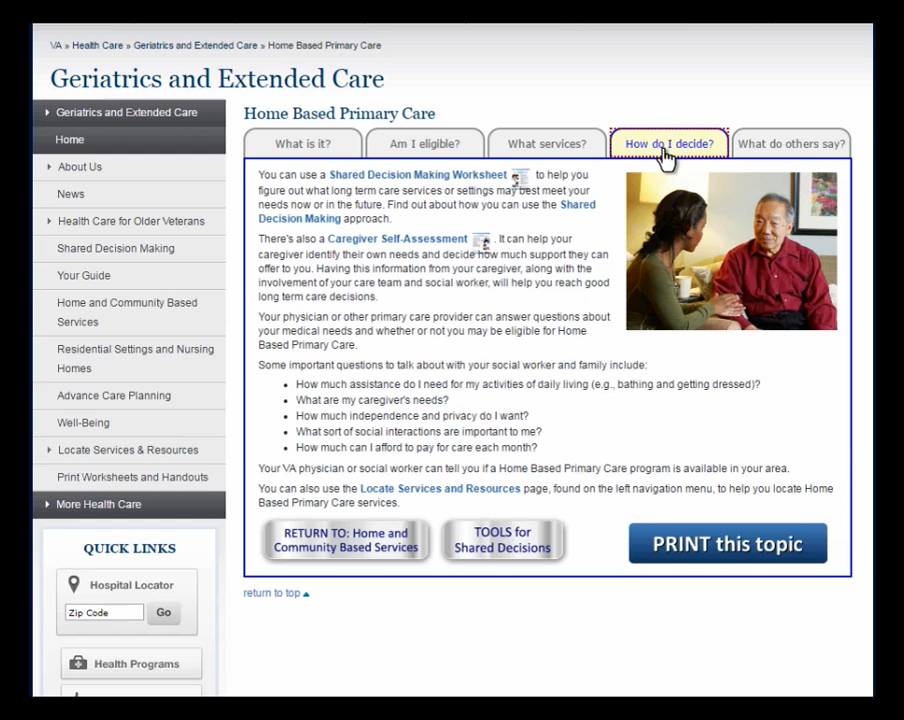 VA » Health Care » Geriatrics and Extended Care » Home Based Primary Care
Geriatrics and Extended Care
Geriatrics and Extended Care
Home
About Us
News
Health Care for Older Veterans
Shared Decision Making
Your Guide
Home and Community Based
Services
Residential Settings and Nursing
Homes
Advance Care Planning
Well-Being
Locate Services & Resources
Print Worksheets and Handouts
More Health Care
QUICK LINKS
Hospital Locator
Zip Code Go
Health Programs
Home Based Primary Care
What is it? Am I eligible? What services? How do I decide? What do others say?
You can use a Shared Decision Making Worksheet to help you
figure out what long term care services or settings may best meet your
needs now or in the future. Find out about how you can use the Shared
Decision Making approach.
There's also a Caregiver Self-Assessment . It can help your
caregiver identify their own needs and decide how much support they can
offer to you. Having this information from your caregiver, along with the
involvement of your care team and social worker, will help you reach good
long term care decisions.
Your physician or other primary care provider can answer questions about
your medical needs and whether or not you may be eligible for Home
Based Primary Care.
Some important questions to talk about with your social worker and family include:
• How much assistance do I need for my activities of daily living (e.g., bathing and getting dressed)?
• What are my caregiver's needs?
• How much independence and privacy do I want?
• What sort of social interactions are important to me?
• How much can I afford to pay for care each month?
Your VA physician or social worker can tell you if a Home Based Primary Care program is available in your area.
You can also use the Locate Services and Resources page, found on the left navigation menu, to help you locate Home
Based Primary Care services.
RETURN TO: Home and
Community Based Services
TOOLS for
Shared Decisions
PRINT this topic
return to top